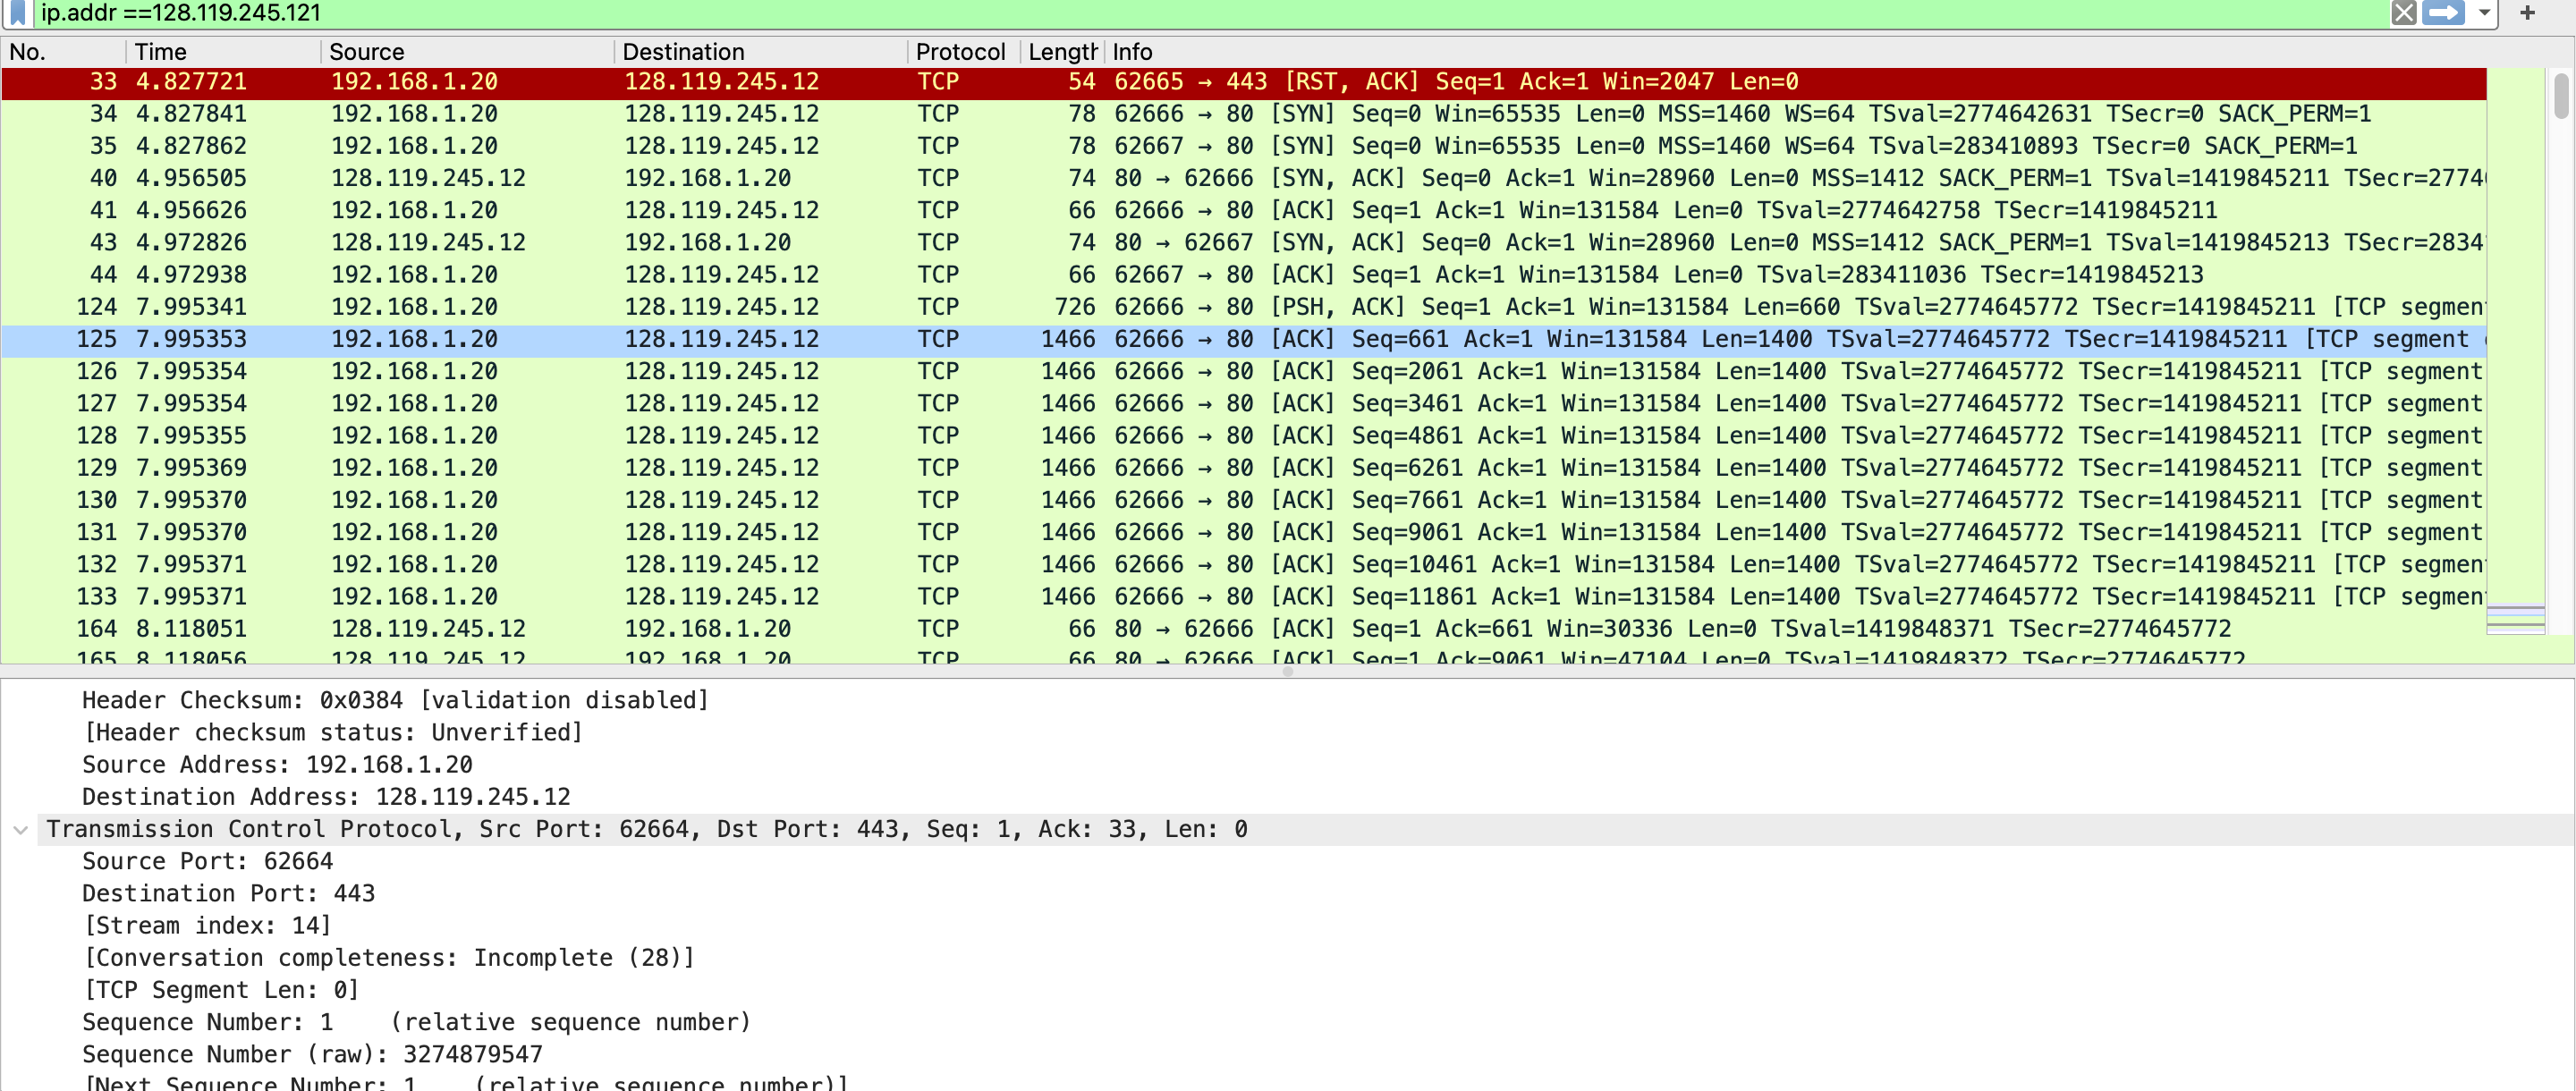 ip.addr ==128.119.245.121
No. Time Source Destination Protocol Length Info
33 4.827721 192.168.1.20 128.119.245.12 TCP 54 62665 → 443 [RST, ACK] Seq=1 Ack=1 Win=2047 Len=0
34 4.827841 192.168.1.20 128.119.245.12 TCP 78 62666 → 80 [SYN] Seq=0 Win=65535 Len=0 MSS=1460 WS=64 TSval=2774642631 TSecr=0 SACK_PERM=1
35 4.827862 192.168.1.20 128.119.245.12 TCP 78 62667 → 80 [SYN] Seq=0 Win=65535 Len=0 MSS=1460 WS=64 TSval=283410893 TSecr=0 SACK_PERM=1
40 4.956505 128.119.245.12 192.168.1.20 TCP 74 80 → 62666 [SYN, ACK] Seq=0 Ack=1 Win=28960 Len=0 MSS=1412 SACK_PERM=1 TSval=1419845211 TSecr=2774
41 4.956626 192.168.1.20 128.119.245.12 TCP 66 62666 → 80 [ACK] Seq=1 Ack=1 Win=131584 Len=0 TSval=2774642758 TSecr=1419845211
43 4.972826 128.119.245.12 192.168.1.20 TCP 74 80 → 62667 [SYN, ACK] Seq=0 Ack=1 Win=28960 Len=0 MSS=1412 SACK_PERM=1 TSval=1419845213 TSecr=2834
44 4.972938 192.168.1.20 128.119.245.12 TCP 66 62667 → 80 [ACK] Seq=1 Ack=1 Win=131584 Len=0 TSval=283411036 TSecr=1419845213
124 7.995341 192.168.1.20 128.119.245.12 TCP 726 62666 → 80 [PSH, ACK] Seq=1 Ack=1 Win=131584 Len=660 TSval=2774645772 TSecr=1419845211 [TCP segmen
125 7.995353 192.168.1.20 128.119.245.12 TCP 1466 62666 → 80 [ACK] Seq=661 Ack=1 Win=131584 Len=1400 TSval=2774645772 TSecr=1419845211 [TCP segment
126 7.995354 192.168.1.20 128.119.245.12 TCP 1466 62666 → 80 [ACK] Seq=2061 Ack=1 Win=131584 Len=1400 TSval=2774645772 TSecr=1419845211 [TCP segment
127 7.995354 192.168.1.20 128.119.245.12 TCP 1466 62666 → 80 [ACK] Seq=3461 Ack=1 Win=131584 Len=1400 TSval=2774645772 TSecr=1419845211 [TCP segment
128 7.995355 192.168.1.20 128.119.245.12 TCP 1466 62666 → 80 [ACK] Seq=4861 Ack=1 Win=131584 Len=1400 TSval=2774645772 TSecr=1419845211 [TCP segment
129 7.995369 192.168.1.20 128.119.245.12 TCP 1466 62666 → 80 [ACK] Seq=6261 Ack=1 Win=131584 Len=1400 TSval=2774645772 TSecr=1419845211 [TCP segment
130 7.995370 192.168.1.20 128.119.245.12 TCP 1466 62666 → 80 [ACK] Seq=7661 Ack=1 Win=131584 Len=1400 TSval=2774645772 TSecr=1419845211 [TCP segment
131 7.995370 192.168.1.20 128.119.245.12 TCP 1466 62666 → 80 [ACK] Seq=9061 Ack=1 Win=131584 Len=1400 TSval=2774645772 TSecr=1419845211 [TCP segment
132 7.995371 192.168.1.20 128.119.245.12 TCP 1466 62666 → 80 [ACK] Seq=10461 Ack=1 Win=131584 Len=1400 TSval=2774645772 TSecr=1419845211 [TCP segmen
133 7.995371 192.168.1.20 128.119.245.12 TCP 1466 62666 → 80 [ACK] Seq=11861 Ack=1 Win=131584 Len=1400 TSval=2774645772 TSecr=1419845211 [TCP segmen
164 8.118051 128.119.245.12 192.168.1.20 TCP 66 80 → 62666 [ACK] Seq=1 Ack=661 Win=30336 Len=0 TSval=1419848371 TSecr=2774645772
165 8.118056 128.119.245.12 192.168.1.20 TCP 66 80 → 62666 [ACK] Seq=1 Ack=9061 Win=47104 Len=0 TSval=1419848372 TSecr=2774645772
Header Checksum: 0x0384 [validation disabled]
[Header checksum status: Unverified]
Source Address: 192.168.1.20
Destination Address: 128.119.245.12
Transmission Control Protocol, Src Port: 62664, Dst Port: 443, Seq: 1, Ack: 33, Len: 0
Source Port: 62664
Destination Port: 443
[Stream index: 14]
[Conversation completeness: Incomplete (28)]
[TCP Segment Len: 0]
Sequence Number: 1 (relative sequence number)
Sequence Number (raw): 3274879547
[Next Sequence Number: 1 (relative sequence number)]